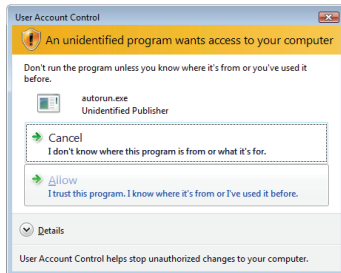 User Account Control
An unidentified program wants access to your computer
Don't run the program unless you know where it's from or you've used it
before.
autorun.exe
Unidentified Publisher
Cancel
I don't know where this program is from or what it's for.
Allow
I trust this program. I know where it's from or I've used it before.
Details
User Account Control helps stop unauthorized changes to your computer.